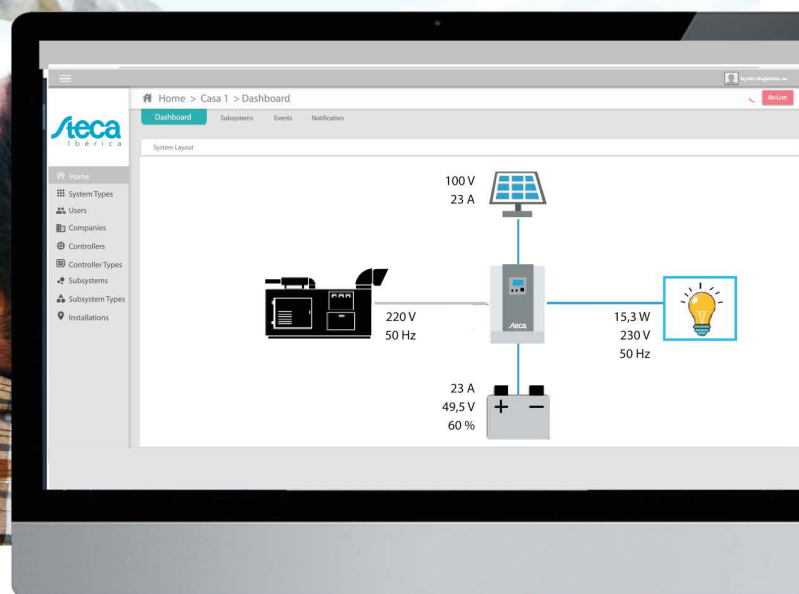 Home > Casa 1 > Dashboard
Go Live
Dashboard
Subsystems
Events
Notification
Steca
Ibérica
System Layout
Home
System Types
Users
Companies
Controllers
Controller Types
Subsystems
Subsystem Types
Installations
100 V
23 A
220 V
50 Hz
Steca
15,3 W
230 V
50 Hz
23 A
49,5 V
60 %
+ −